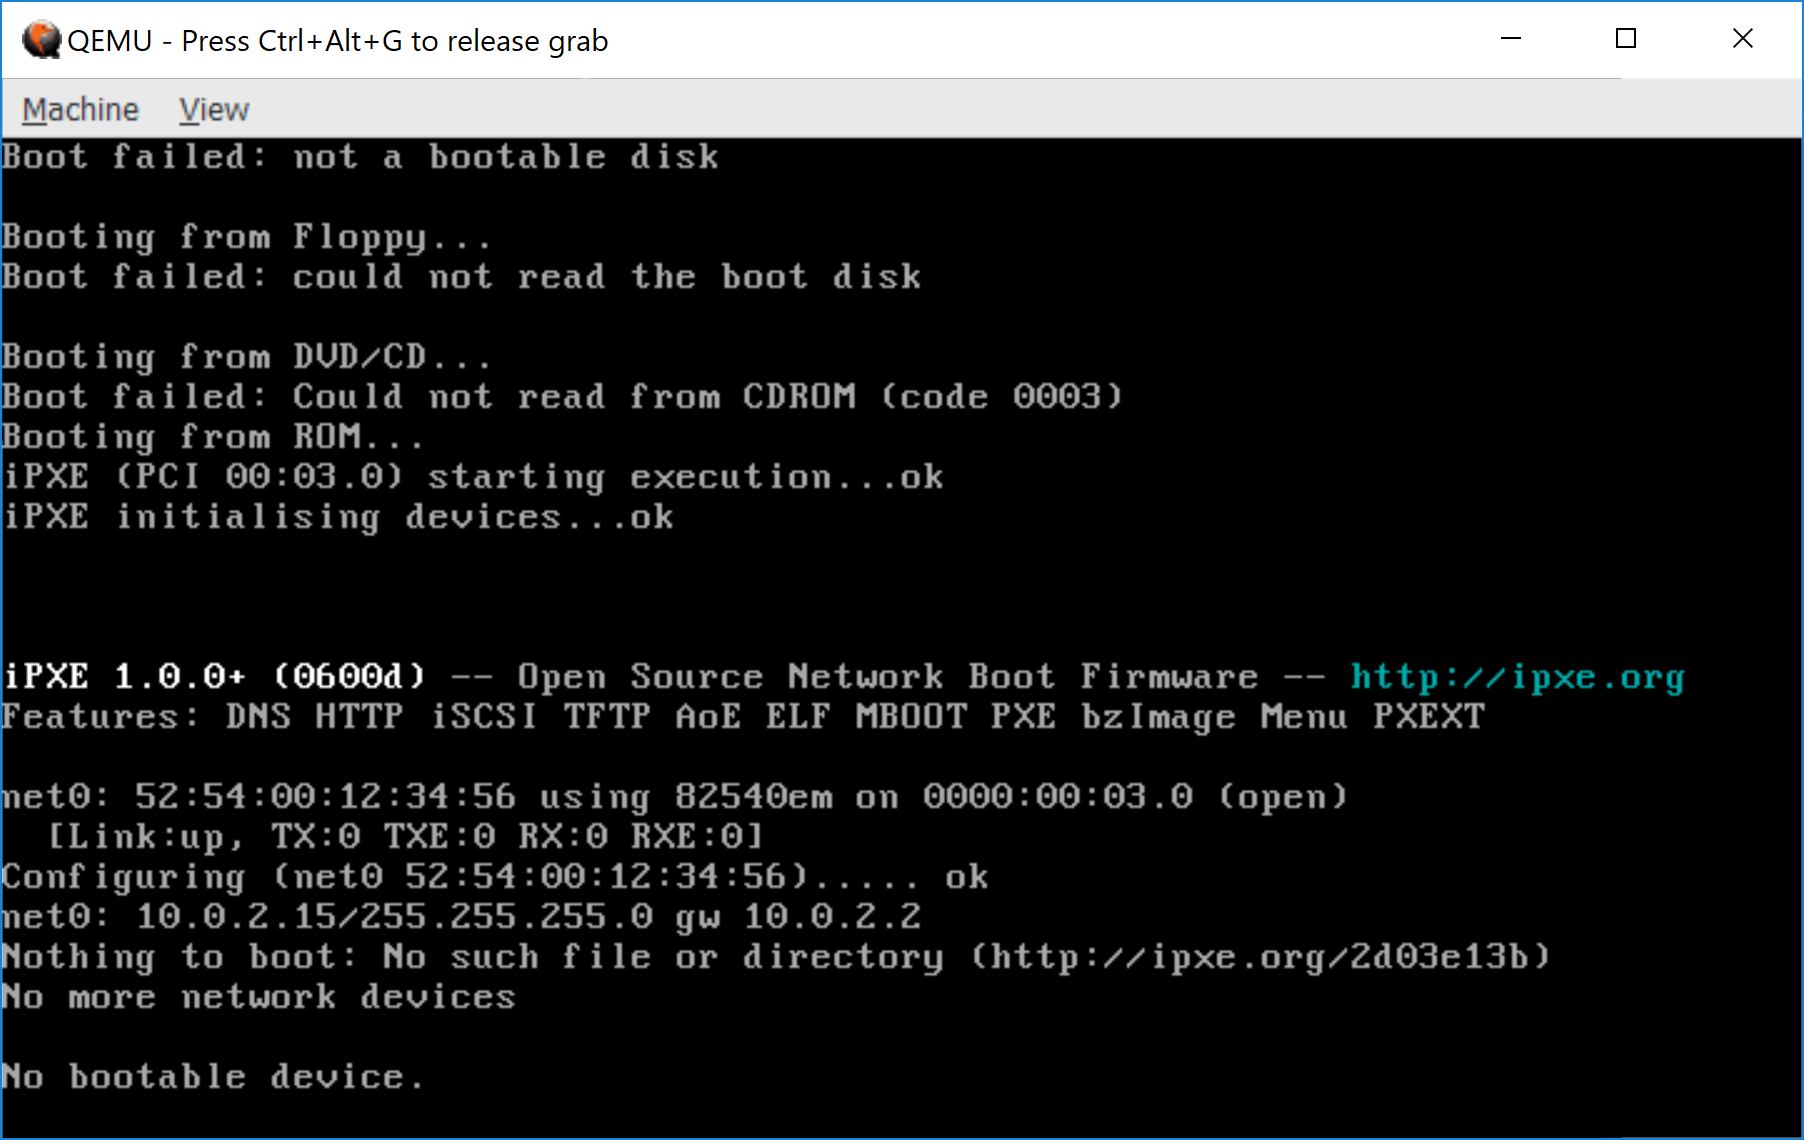 QEMU - Press Ctrl+Alt+G to release grab
Machine View
Boot failed: not a bootable disk
Booting from Floppy...
Boot failed: could not read the boot disk
Booting from DVD/CD...
Boot failed: Could not read from CDROM (code 0003)
Booting from ROM...
iPXE (PCI 00:03.0) starting execution...ok
iPXE initialising devices...ok
iPXE 1.0.0+ (0600d) -- Open Source Network Boot Firmware -- http://ipxe.org
Features: DNS HTTP iSCSI TFTP AoE ELF MBOOT PXE bzImage Menu PXEXT
net0: 52:54:00:12:34:56 using 82540em on 0000:00:03.0 (open)
[Link:up, TX:0 TXE:0 RX:0 RXE:0]
Configuring (net0 52:54:00:12:34:56)..... ok
net0: 10.0.2.15/255.255.255.0 gw 10.0.2.2
Nothing to boot: No such file or directory (http://ipxe.org/2d03e13b)
No more network devices
No bootable device.